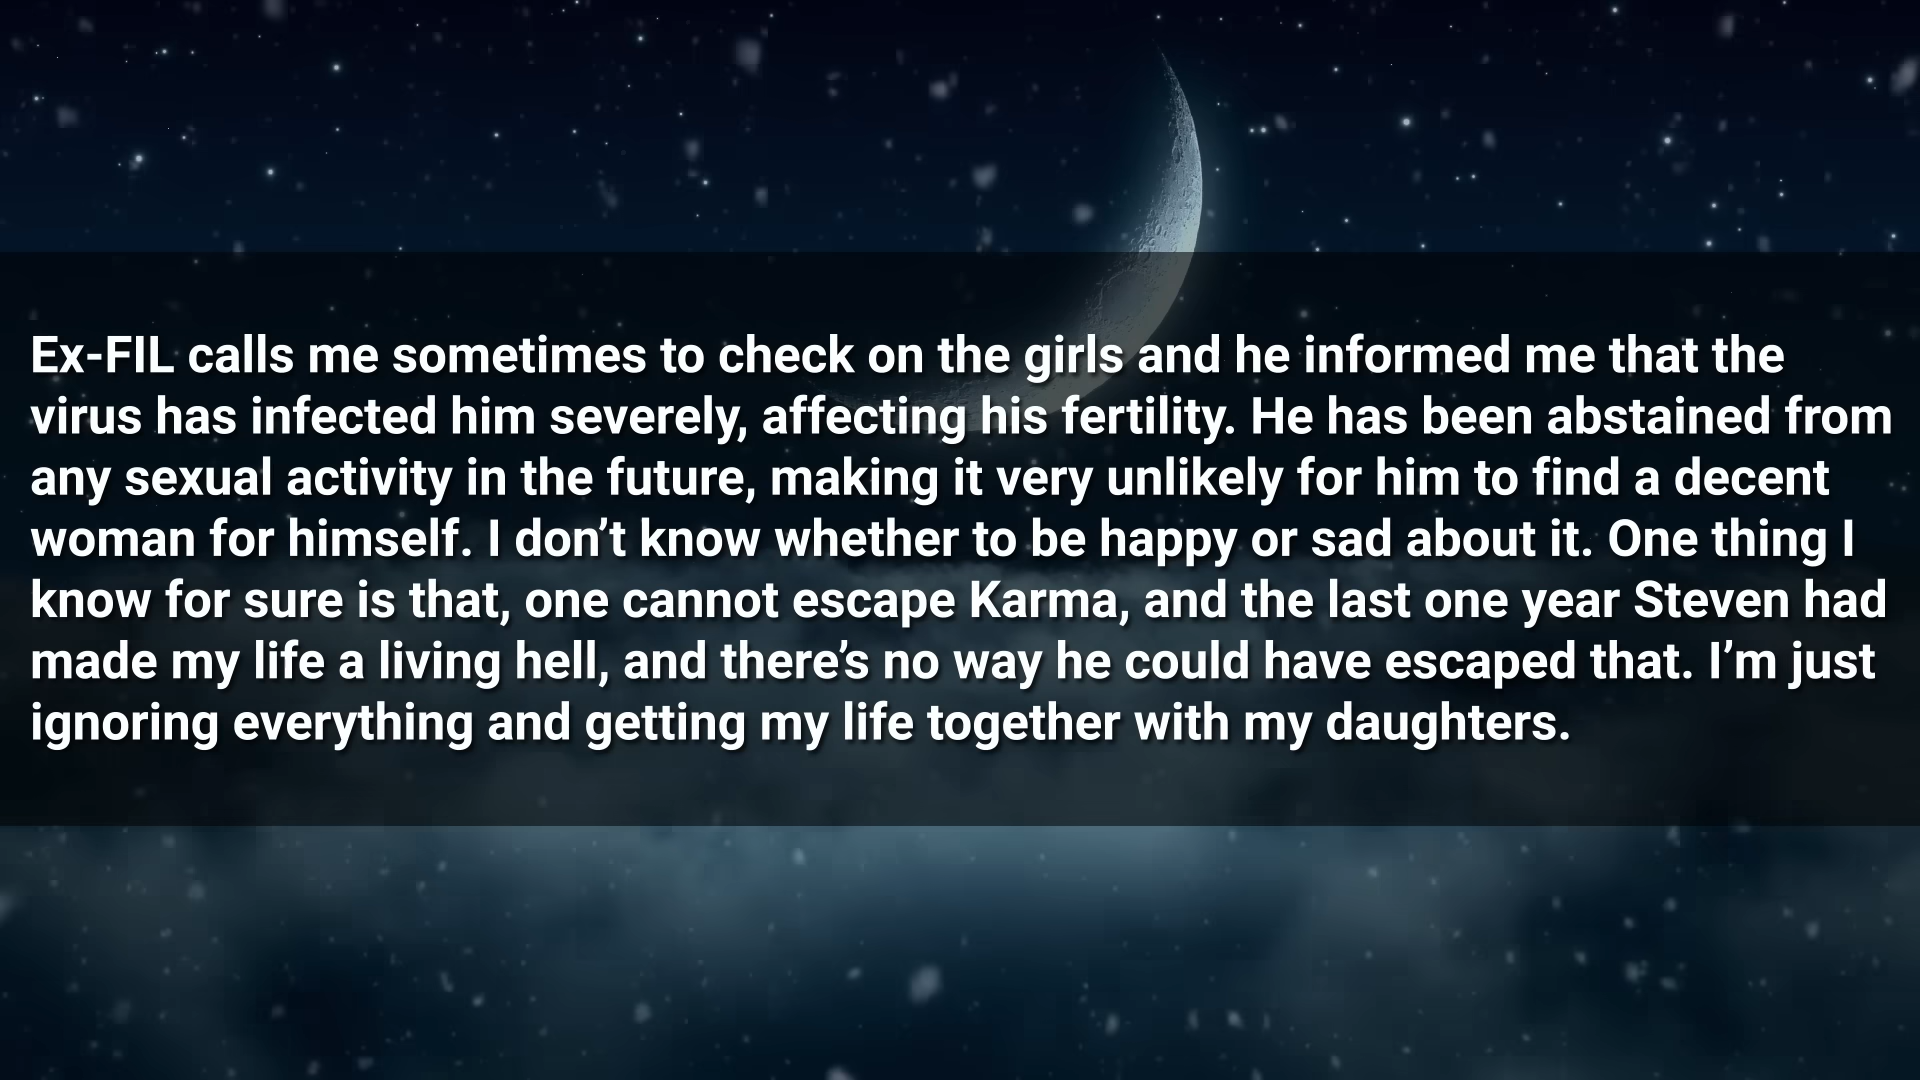 Ex-FIL calls me sometimes to check on the girls and he informed me that the
virus has infected him severely, affecting his fertility. He has been abstained from
any sexual activity in the future, making it very unlikely for him to find a decent
woman for himself. I don’t know whether to be happy or sad about it. One thing I
know for sure is that, one cannot escape Karma, and the last one year Steven had
made my life a living hell, and there’s no way he could have escaped that. I’m just
ignoring everything and getting my life together with my daughters.